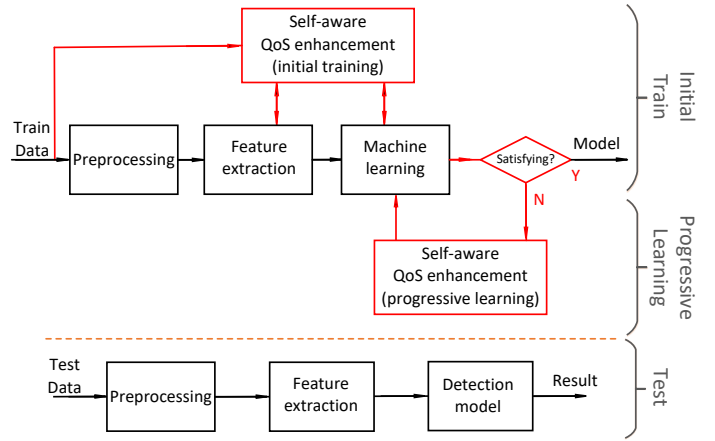 Self-aware
QoS enhancement
(initial training)
Initial
Train
Train
Data
Preprocessing
Feature
extraction
Machine
learning
Satisfying?
Model
Y
N
Self-aware
QoS enhancement
(progressive learning)
Progressive
Learning
Test
Data
Preprocessing
Feature
extraction
Detection
model
Result
Test